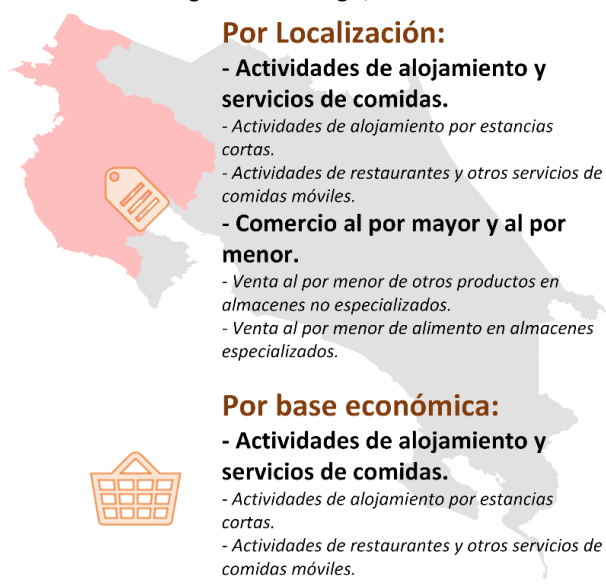 Por Localización:
- Actividades de alojamiento y
servicios de comidas.
- Actividades de alojamiento por estancias
cortas.
- Actividades de restaurantes y otros servicios de
comidas móviles.
- Comercio al por mayor y al por
menor.
- Venta al por menor de otros productos en
almacenes no especializados.
- Venta al por menor de alimento en almacenes
especializados.
Por base económica:
- Actividades de alojamiento y
servicios de comidas.
- Actividades de alojamiento por estancias
cortas.
- Actividades de restaurantes y otros servicios de
comidas móviles.